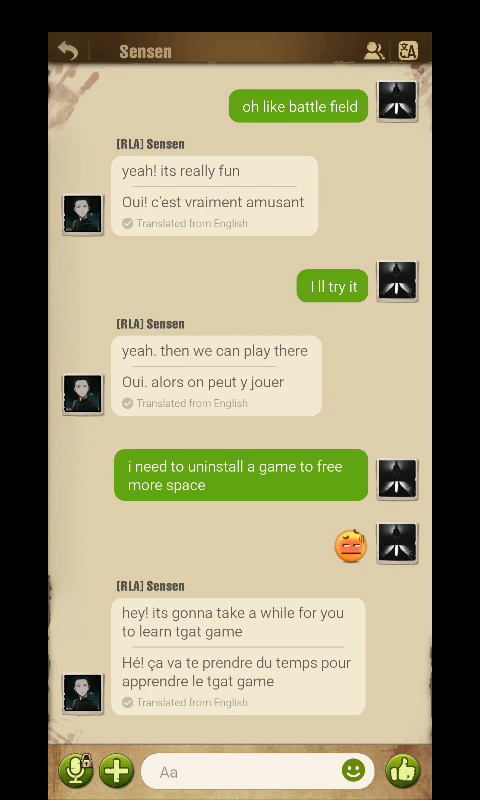 Sensen
oh like battle field
[RLA] Sensen
yeah! its really fun
Oui! c'est vraiment amusant
Translated from English
I ll try it
[RLA] Sensen
yeah. then we can play there
Oui. alors on peut y jouer
Translated from English
i need to uninstall a game to free
more space
[RLA] Sensen
hey! its gonna take a while for you
to learn tgat game
Hé! ça va te prendre du temps pour
apprendre le tgat game
Translated from English
Aa